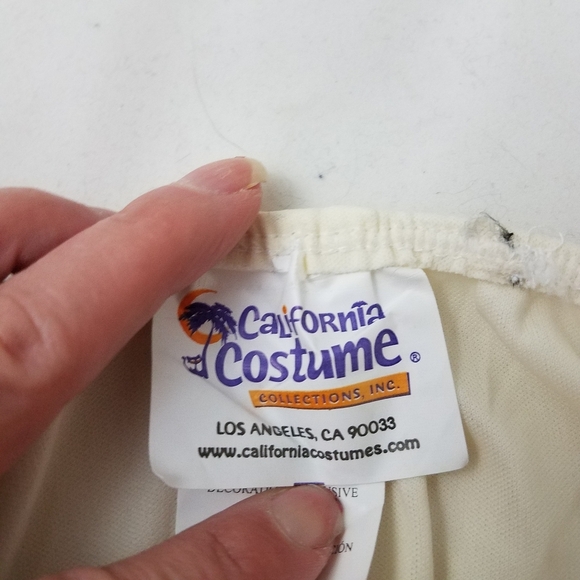 California
Costume ®
COLLECTIONS, INC.
LOS ANGELES, CA 90033
www.californiacostumes.com